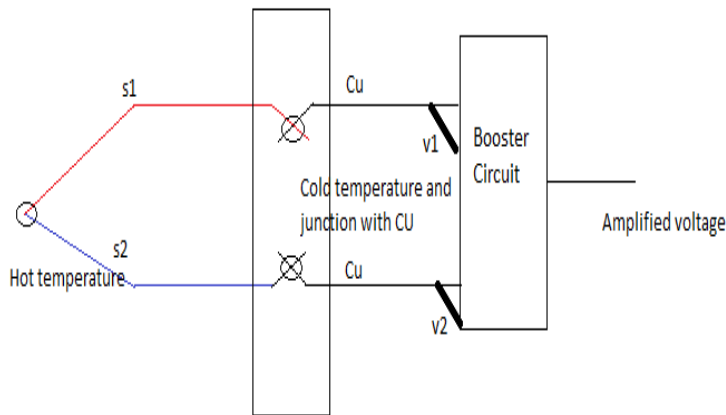 s1
Cu
v1
Booster
Circuit
Cold temperature and
junction with CU
Amplified voltage
s2
Hot temperature
Cu
v2